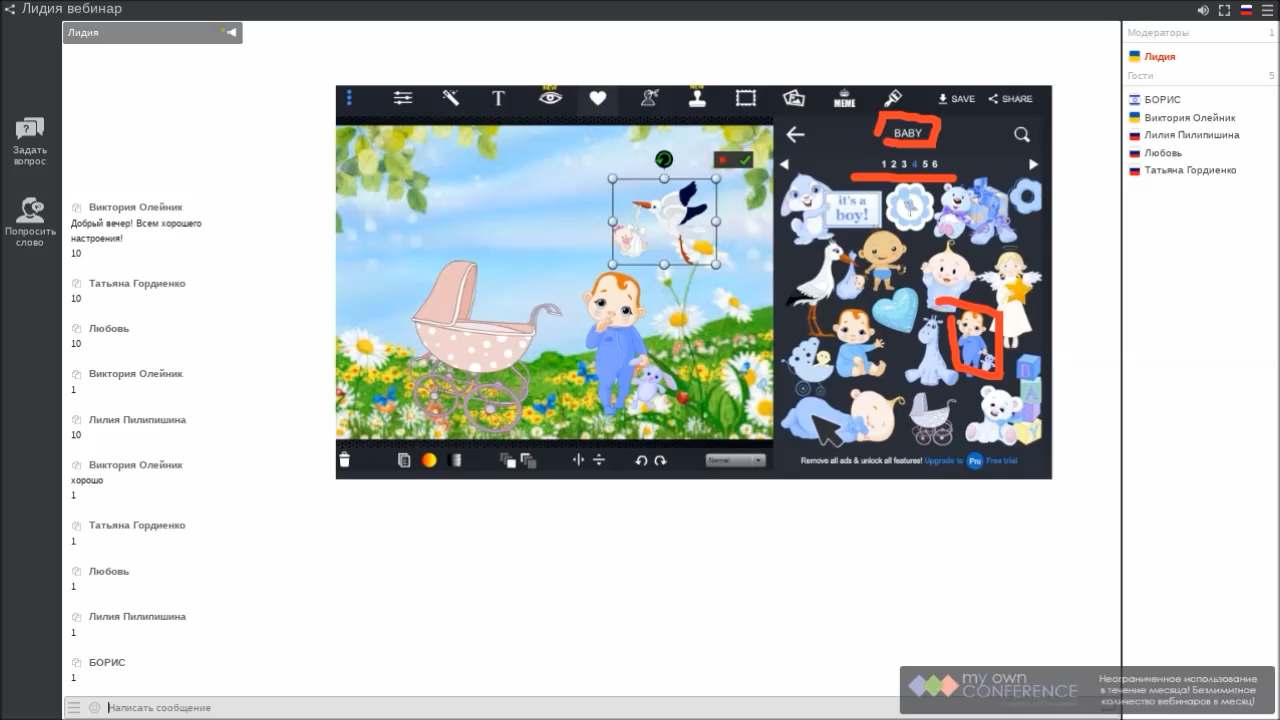 Лидия вебинар
Лидия
Задать
вопрос
Попросить
слово
Виктория Олейник
Добрый вечер! Всем хорошего
настроения!
10
Татьяна Гордиенко
10
Любовь
10
Виктория Олейник
1
Лилия Пилипишина
10
Виктория Олейник
хорошо
1
Татьяна Гордиенко
1
Любовь
1
Лилия Пилипишина
1
БОРИС
1
Написать сообщение
NEW
NEW
T
MEME
SAVE
SHARE
BABY
1 2 3 4 5 6
it's a
boy!
Normal
Remove all ads & unlock all features! Upgrade to Pro Free trial
Модераторы 1
Лидия
Гости 5
БОРИС
Виктория Олейник
Лилия Пилипишина
Любовь
Татьяна Гордиенко
my own
CONFERENCE
Неограниченное использование
в течение месяца! Безлимитное
количество вебинаров в месяц!